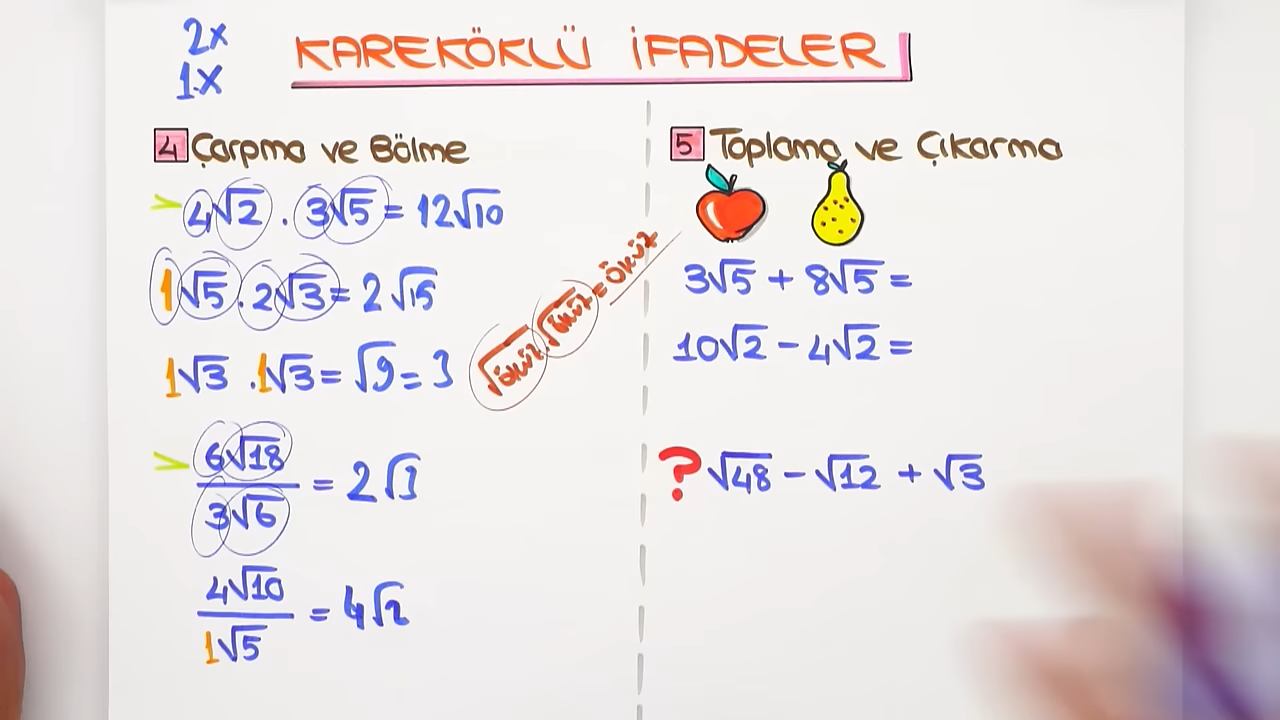 2x
1.x
KAREKÖKLÜ İFADELER
4 Çarpma ve Bölme
4√2 . 3√5 = 12√10
1√5 . 2√3 = 2√15
1√3 . 1√3 = √9 = 3
√öküz . √öküz = öküz
6√18 / 3√6 = 2√3
4√10 / 1√5 = 4√2
5 Toplama ve Çıkarma
3√5 + 8√5 =
10√2 - 4√2 =
? √48 - √12 + √3